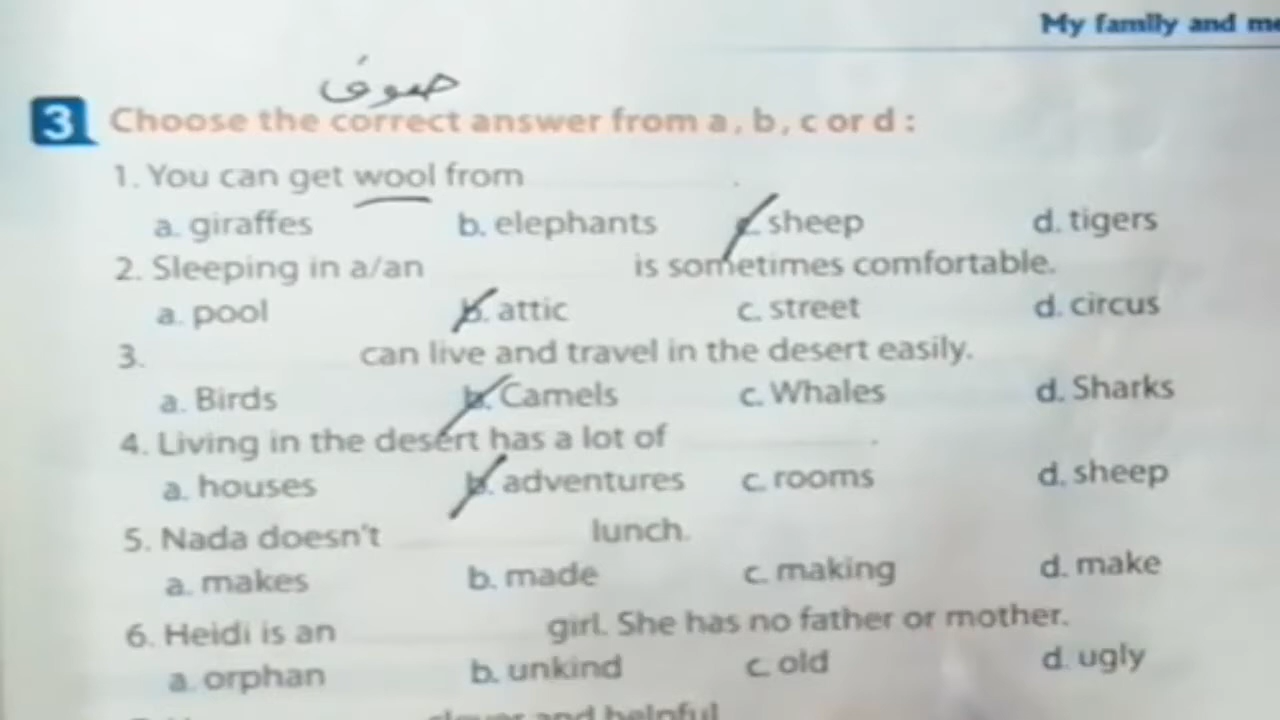 My family and me
صوف
3 Choose the correct answer from a, b, c or d :
1. You can get wool from .
a. giraffes b. elephants c. sheep d. tigers
2. Sleeping in a/an is sometimes comfortable.
a. pool b. attic c. street d. circus
3. can live and travel in the desert easily.
a. Birds b. Camels c. Whales d. Sharks
4. Living in the desert has a lot of .
a. houses b. adventures c. rooms d. sheep
5. Nada doesn't lunch.
a. makes b. made c. making d. make
6. Heidi is an girl. She has no father or mother.
a. orphan b. unkind c. old d. ugly
clever and helpful